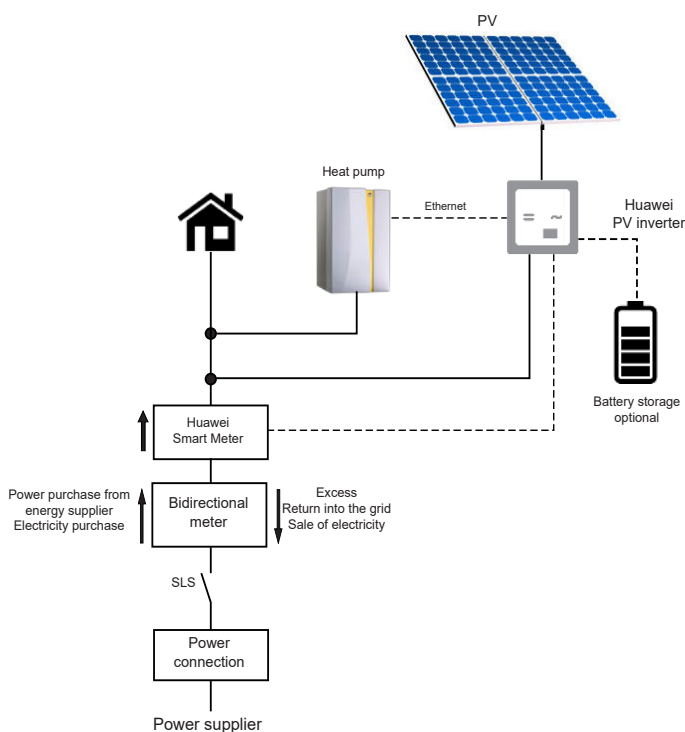 PV
Heat pump
Ethernet
= ~
Huawei
PV inverter
Battery storage
optional
Huawei
Smart Meter
Power purchase from
energy supplier
Electricity purchase
Bidirectional
meter
Excess
Return into the grid
Sale of electricity
SLS
Power
connection
Power supplier